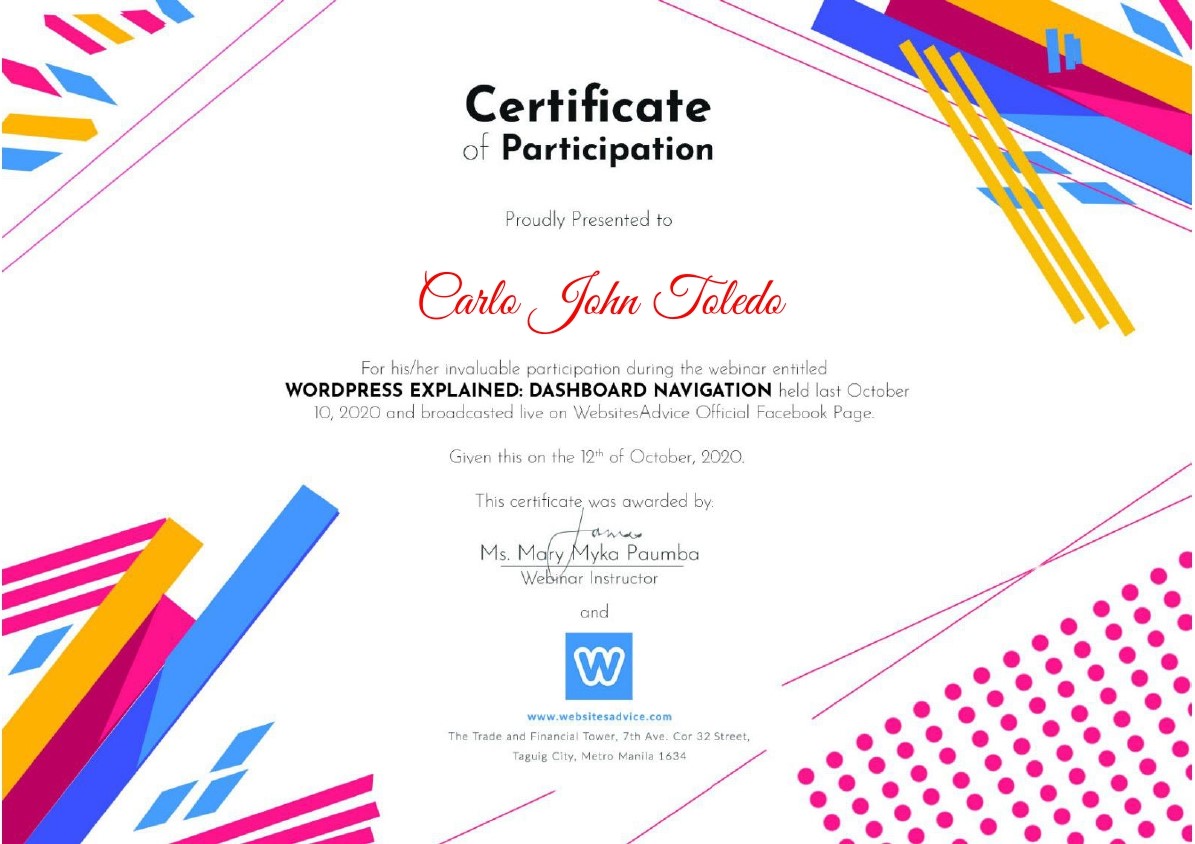 Certificate
of Participation
Proudly Presented to
Carlo John Toledo
For his/her invaluable participation during the webinar entitled
WORDPRESS EXPLAINED: DASHBOARD NAVIGATION held last October
10, 2020 and broadcasted live on WebsitesAdvice Official Facebook Page.
Given this on the 12th of October, 2020.
This certificate was awarded by:
Ms. Mary Myka Paumba
Webinar Instructor
and
W
www.websitesadvice.com
The Trade and Financial Tower, 7th Ave. Cor 32 Street,
Taguig City, Metro Manila 1634